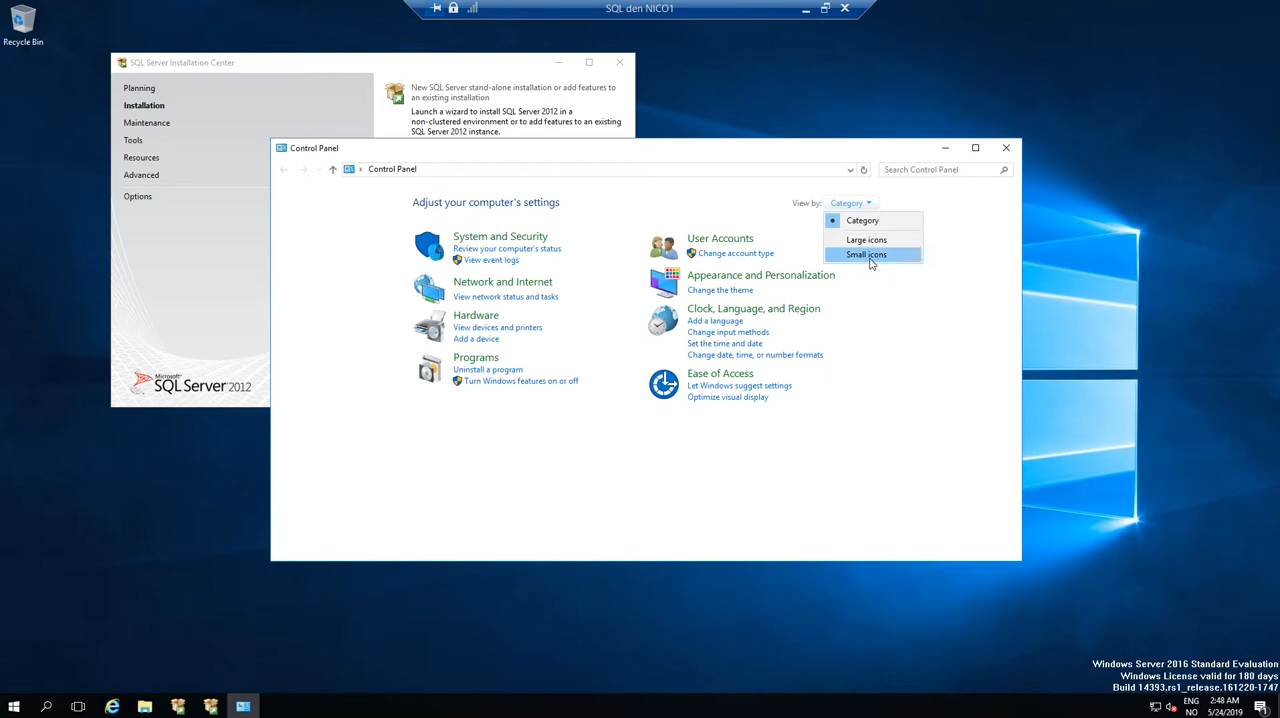 SQL den NICO1
Recycle Bin
SQL Server Installation Center
Planning
Installation
Maintenance
Tools
Resources
Advanced
Options
Microsoft
SQL Server 2012
New SQL Server stand-alone installation or add features to
an existing installation
Launch a wizard to install SQL Server 2012 in a
non-clustered environment or to add features to an existing
SQL Server 2012 instance.
Control Panel
Control Panel
Search Control Panel
Adjust your computer's settings
View by: Category
Category
Large icons
Small icons
System and Security
Review your computer's status
View event logs
Network and Internet
View network status and tasks
Hardware
View devices and printers
Add a device
Programs
Uninstall a program
Turn Windows features on or off
User Accounts
Change account type
Appearance and Personalization
Change the theme
Clock, Language, and Region
Add a language
Change input methods
Set the time and date
Change date, time, or number formats
Ease of Access
Let Windows suggest settings
Optimize visual display
Windows Server 2016 Standard Evaluation
Windows License valid for 180 days
Build 14393.rs1_release.161220-1747
ENG
NO
2:48 AM
5/24/2019
1